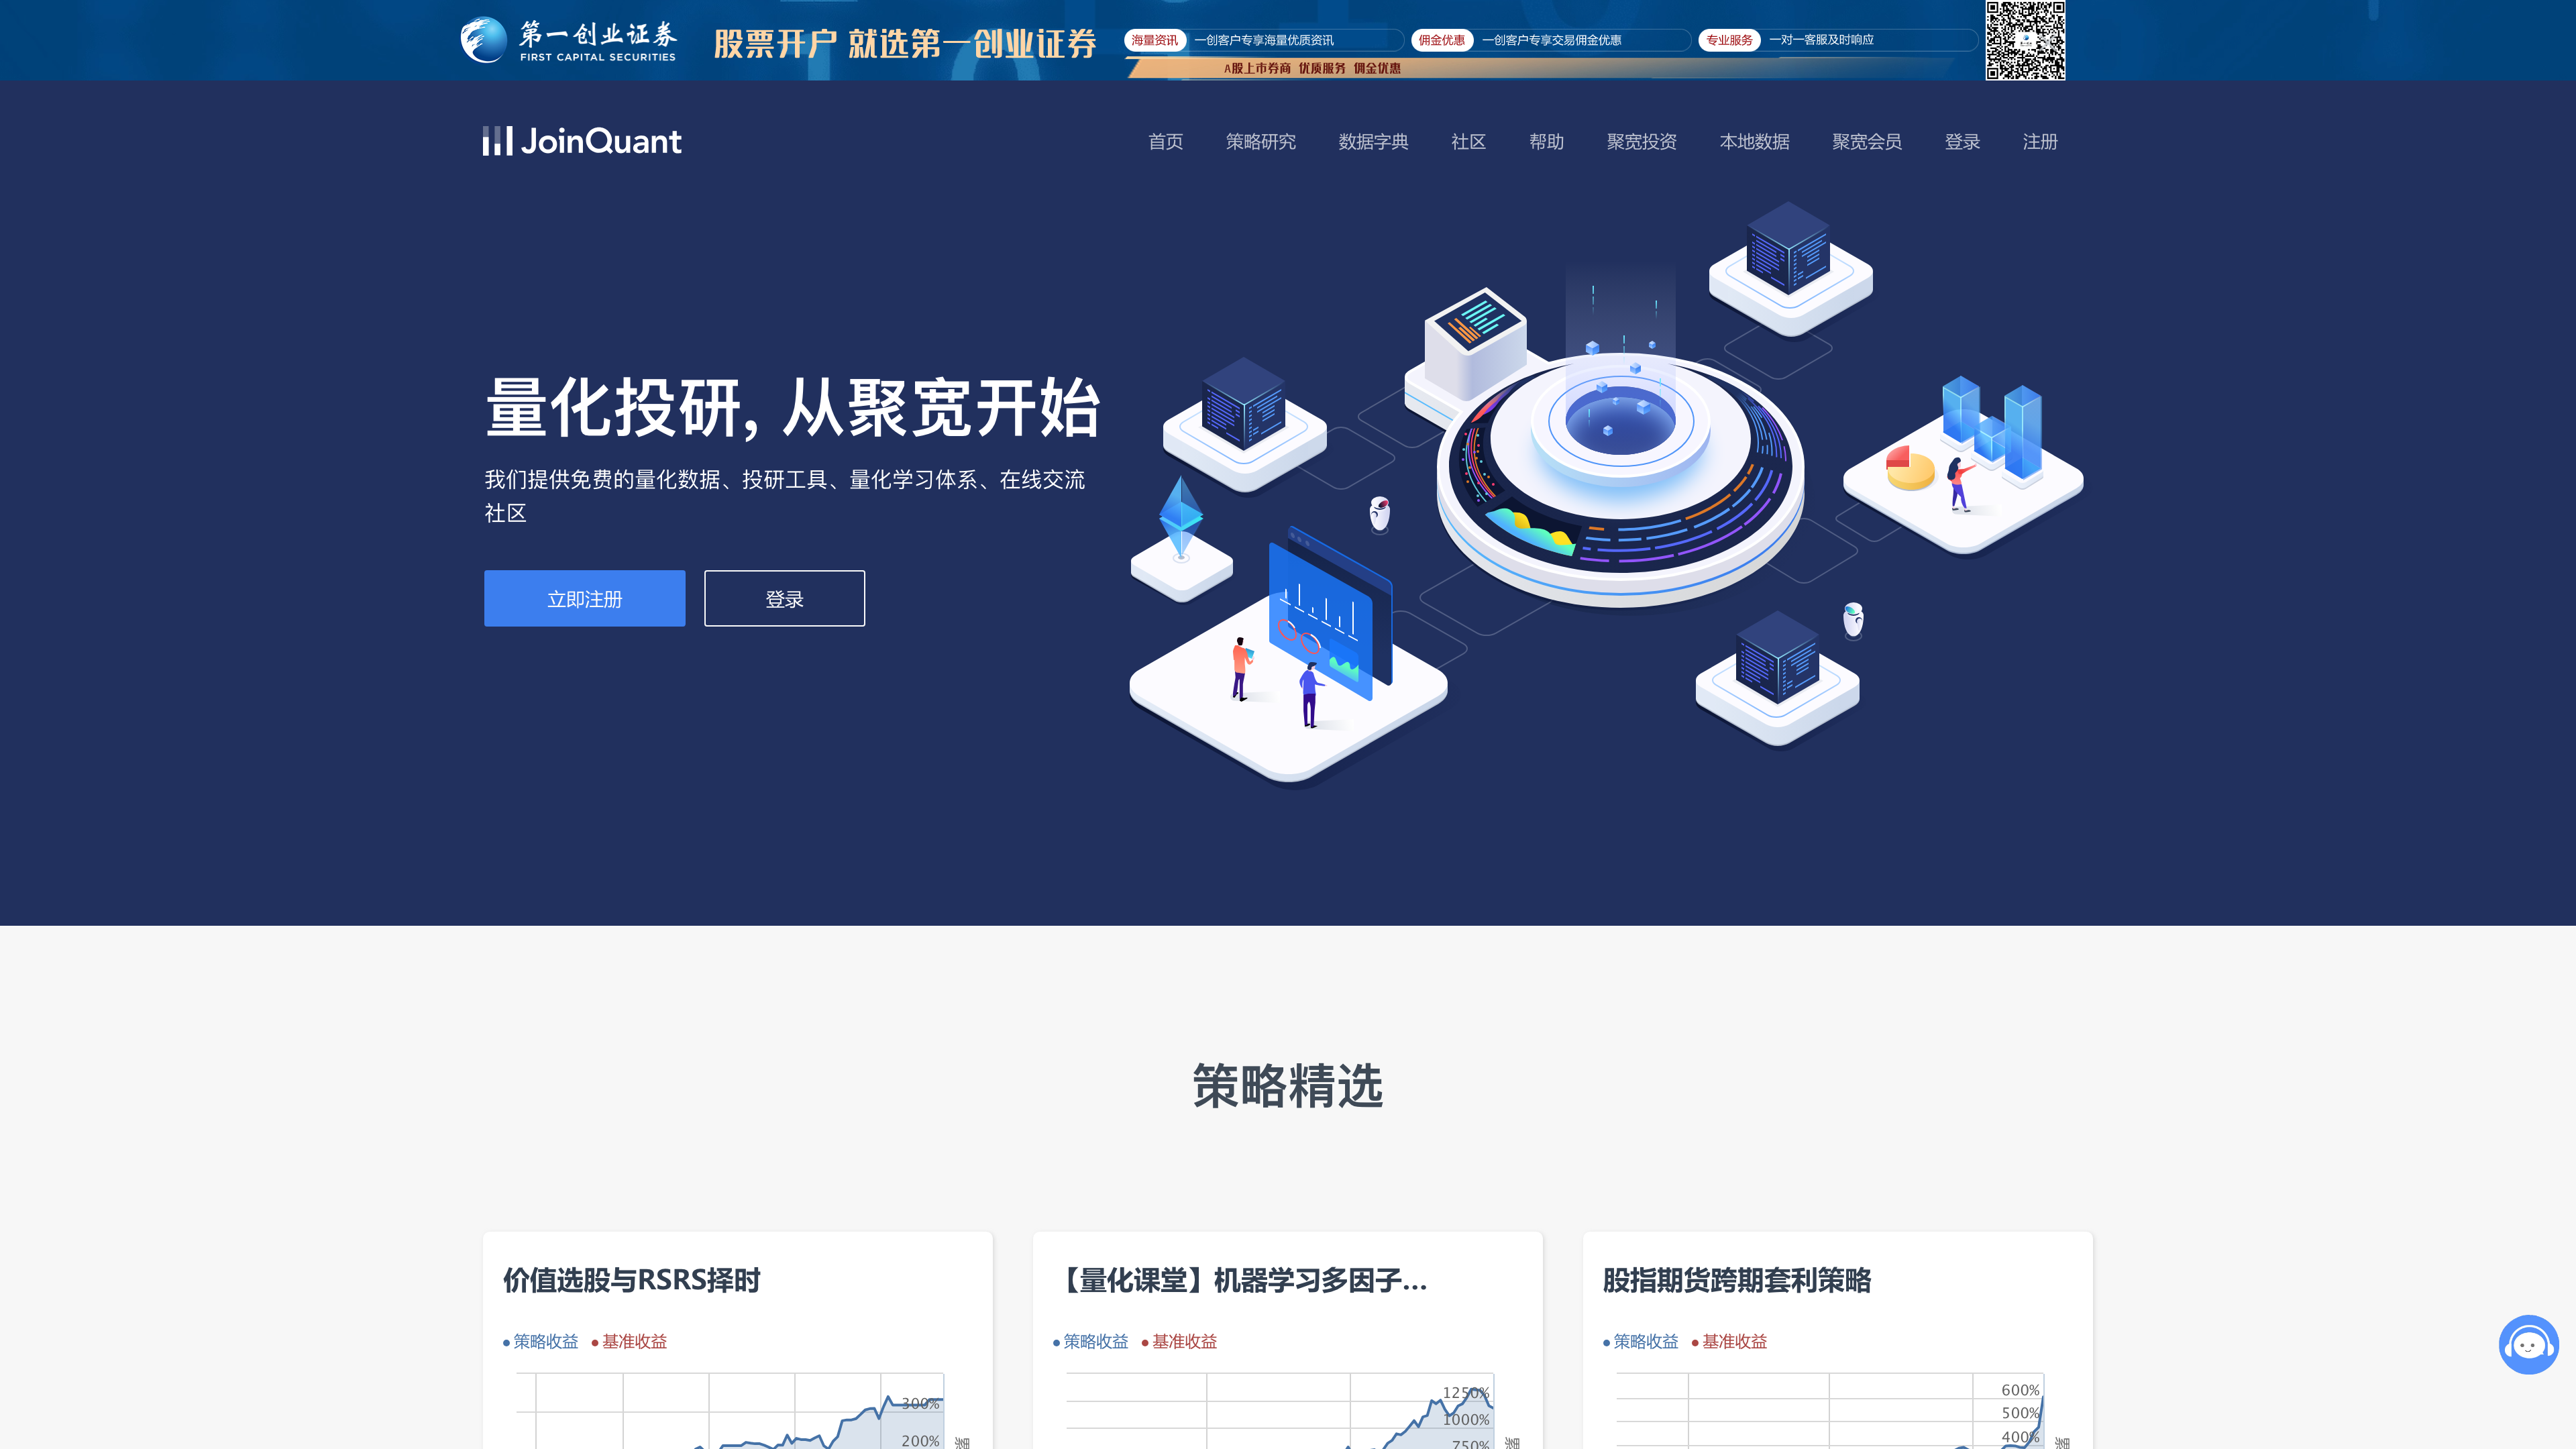 第一创业证券
FIRST CAPITAL SECURITIES
股票开户 就选第一创业证券
海量资讯 一创客户专享海量优质资讯
佣金优惠 一创客户专享交易佣金优惠
专业服务 一对一客服及时响应
A股上市券商 优质服务 佣金优惠
JoinQuant
首页 策略研究 数据字典 社区 帮助 聚宽投资 本地数据 聚宽会员 登录 注册
量化投研, 从聚宽开始
我们提供免费的量化数据、投研工具、量化学习体系、在线交流
社区
立即注册 登录
策略精选
价值选股与RSRS择时
策略收益 基准收益
300%
200%
【量化课堂】机器学习多因子...
策略收益 基准收益
1250%
1000%
750%
股指期货跨期套利策略
策略收益 基准收益
600%
500%
400%